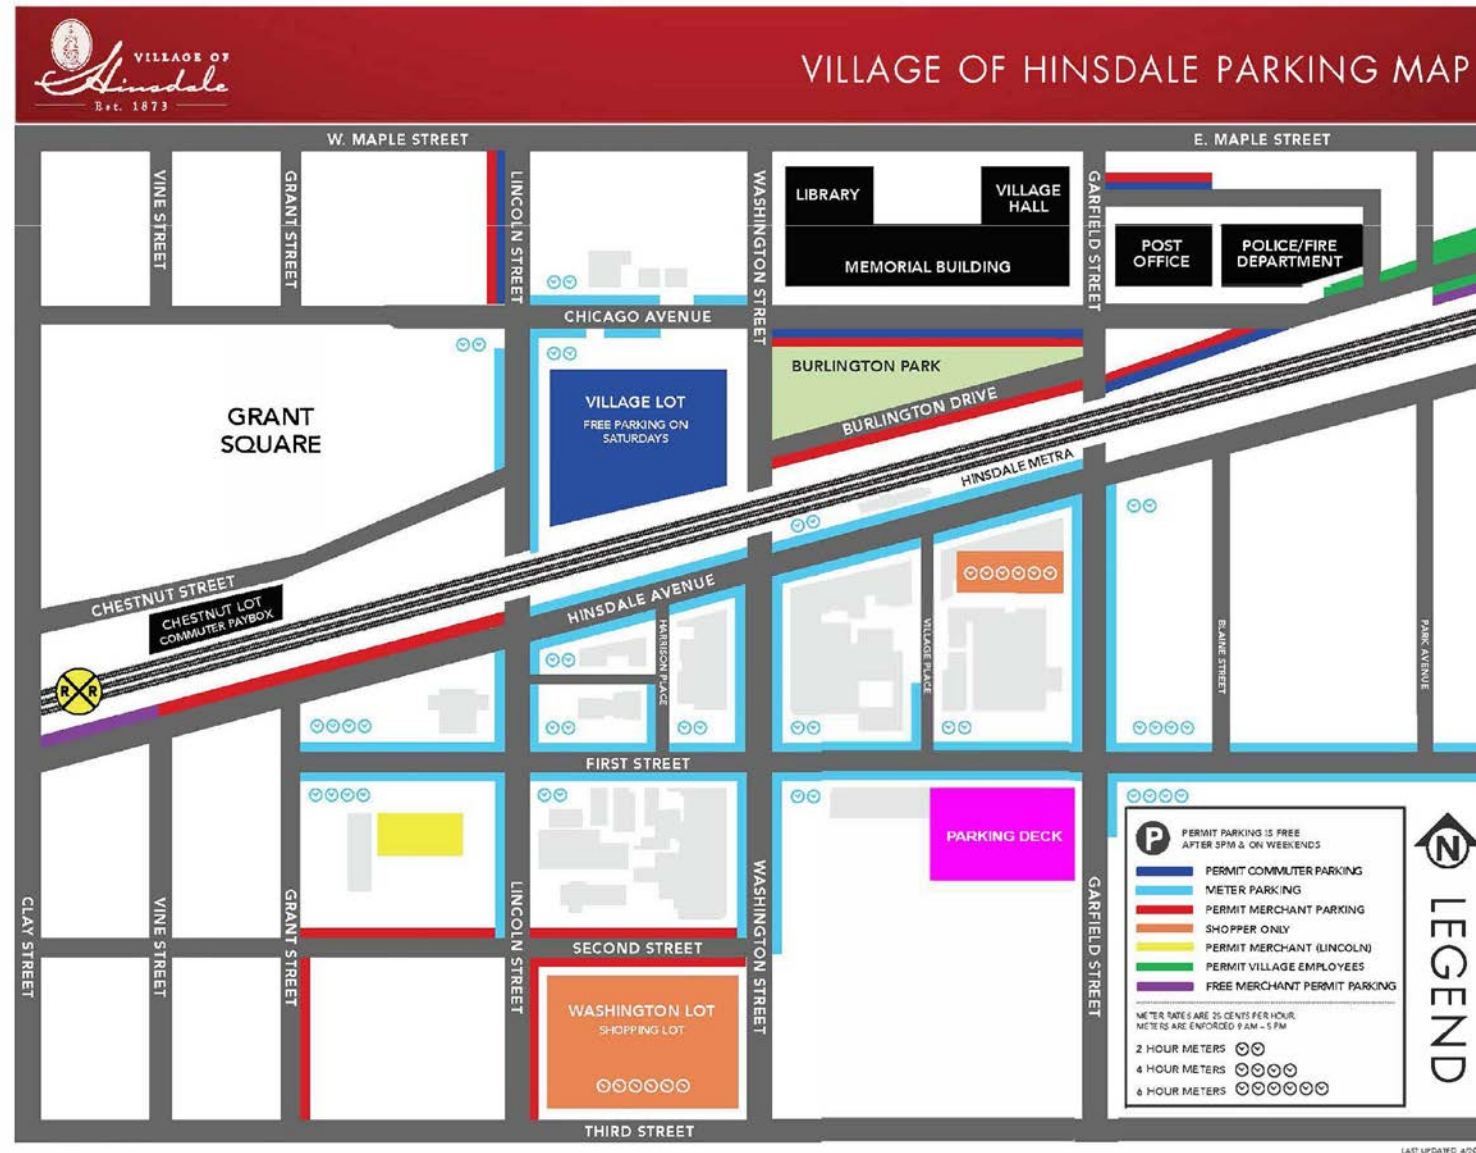 VILLAGE OF
Hinsdale
Est. 1873
VILLAGE OF HINSDALE PARKING MAP
W. MAPLE STREET
E. MAPLE STREET
VINE STREET
GRANT STREET
LINCOLN STREET
WASHINGTON STREET
GARFIELD STREET
LIBRARY
VILLAGE
HALL
MEMORIAL BUILDING
POST
OFFICE
POLICE/FIRE
DEPARTMENT
CHICAGO AVENUE
GRANT
SQUARE
VILLAGE LOT
FREE PARKING ON
SATURDAYS
BURLINGTON PARK
BURLINGTON DRIVE
HINSDALE METRA
CHESTNUT STREET
CHESTNUT LOT
COMMUTER PAYBOX
HINSDALE AVENUE
HARRISON PLACE
VILLAGE PLACE
BLAINE STREET
PARK AVENUE
R R
FIRST STREET
PARKING DECK
CLAY STREET
VINE STREET
GRANT STREET
LINCOLN STREET
WASHINGTON STREET
GARFIELD STREET
SECOND STREET
WASHINGTON LOT
SHOPPING LOT
THIRD STREET
P
PERMIT PARKING IS FREE
AFTER 5PM & ON WEEKENDS
PERMIT COMMUTER PARKING
METER PARKING
PERMIT MERCHANT PARKING
SHOPPER ONLY
PERMIT MERCHANT (LINCOLN)
PERMIT VILLAGE EMPLOYEES
FREE MERCHANT PERMIT PARKING
METER RATES ARE 25 CENTS PER HOUR.
METERS ARE ENFORCED 9 AM – 5 PM
2 HOUR METERS
4 HOUR METERS
6 HOUR METERS
N
LEGEND
LAST UPDATED